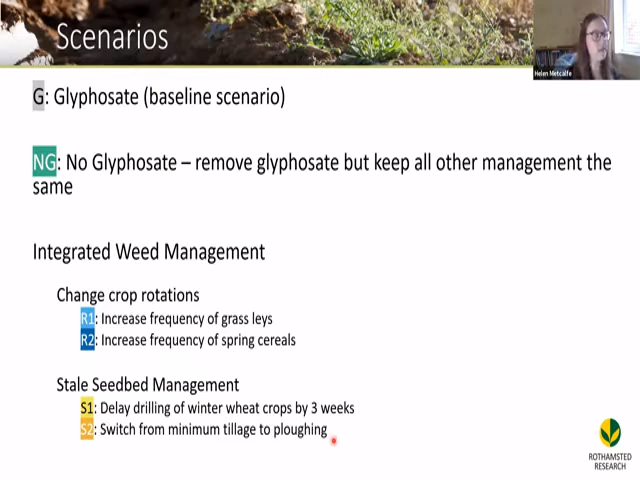 Scenarios
Helen Metcalfe
G: Glyphosate (baseline scenario)
NG: No Glyphosate – remove glyphosate but keep all other management the
same
Integrated Weed Management
Change crop rotations
R1: Increase frequency of grass leys
R2: Increase frequency of spring cereals
Stale Seedbed Management
S1: Delay drilling of winter wheat crops by 3 weeks
S2: Switch from minimum tillage to ploughing
ROTHAMSTED
RESEARCH